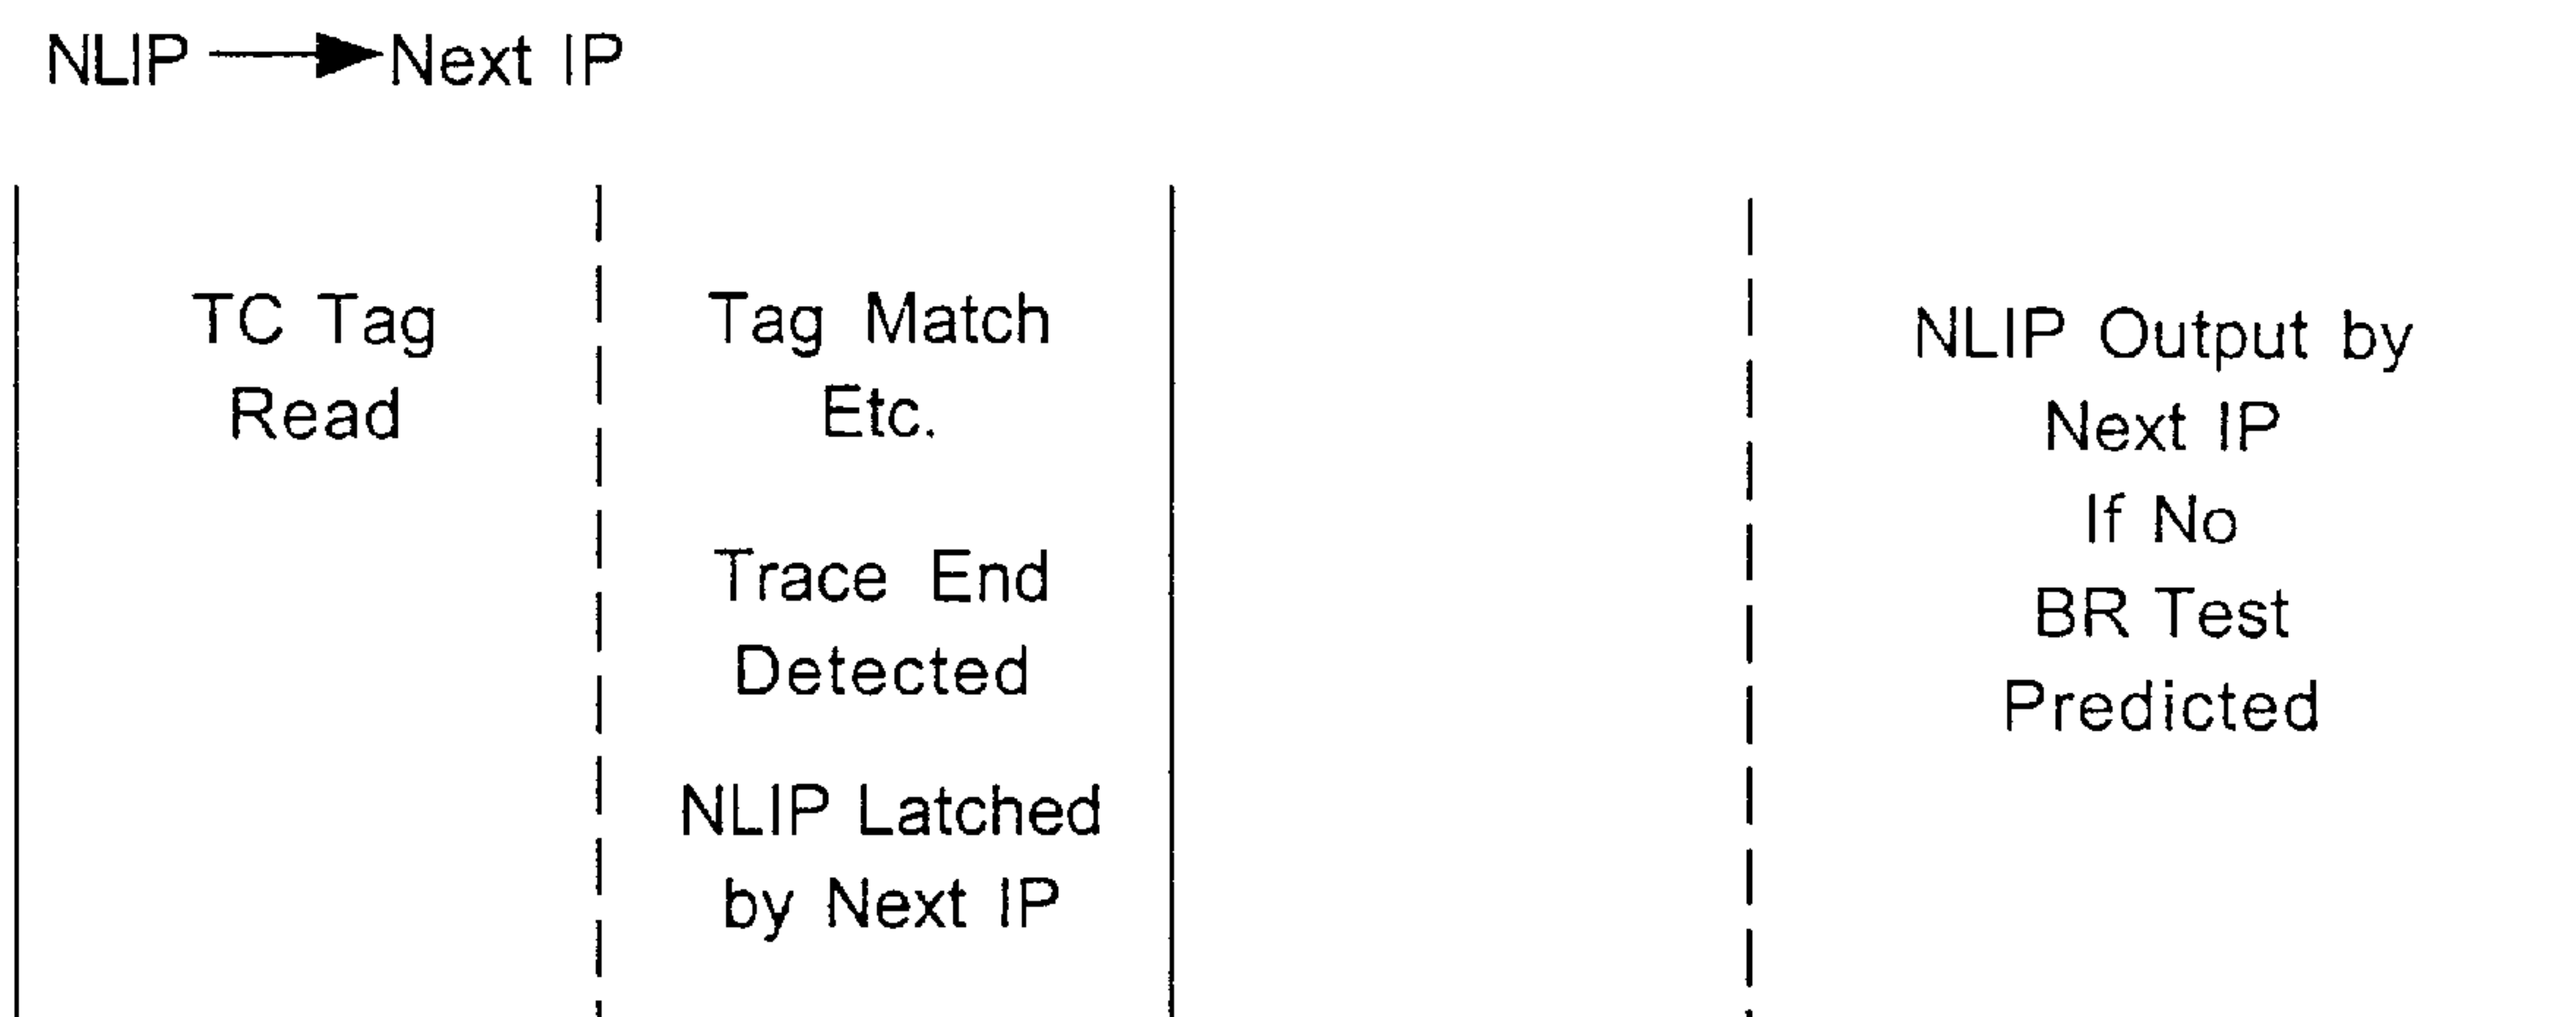 NLIP Next IP
TC Tag
Read
Tag Match
Etc.
Trace End
Detected
NLIP Latched
by Next IP
NLIP Output by
Next IP
If No
BR Test
Predicted